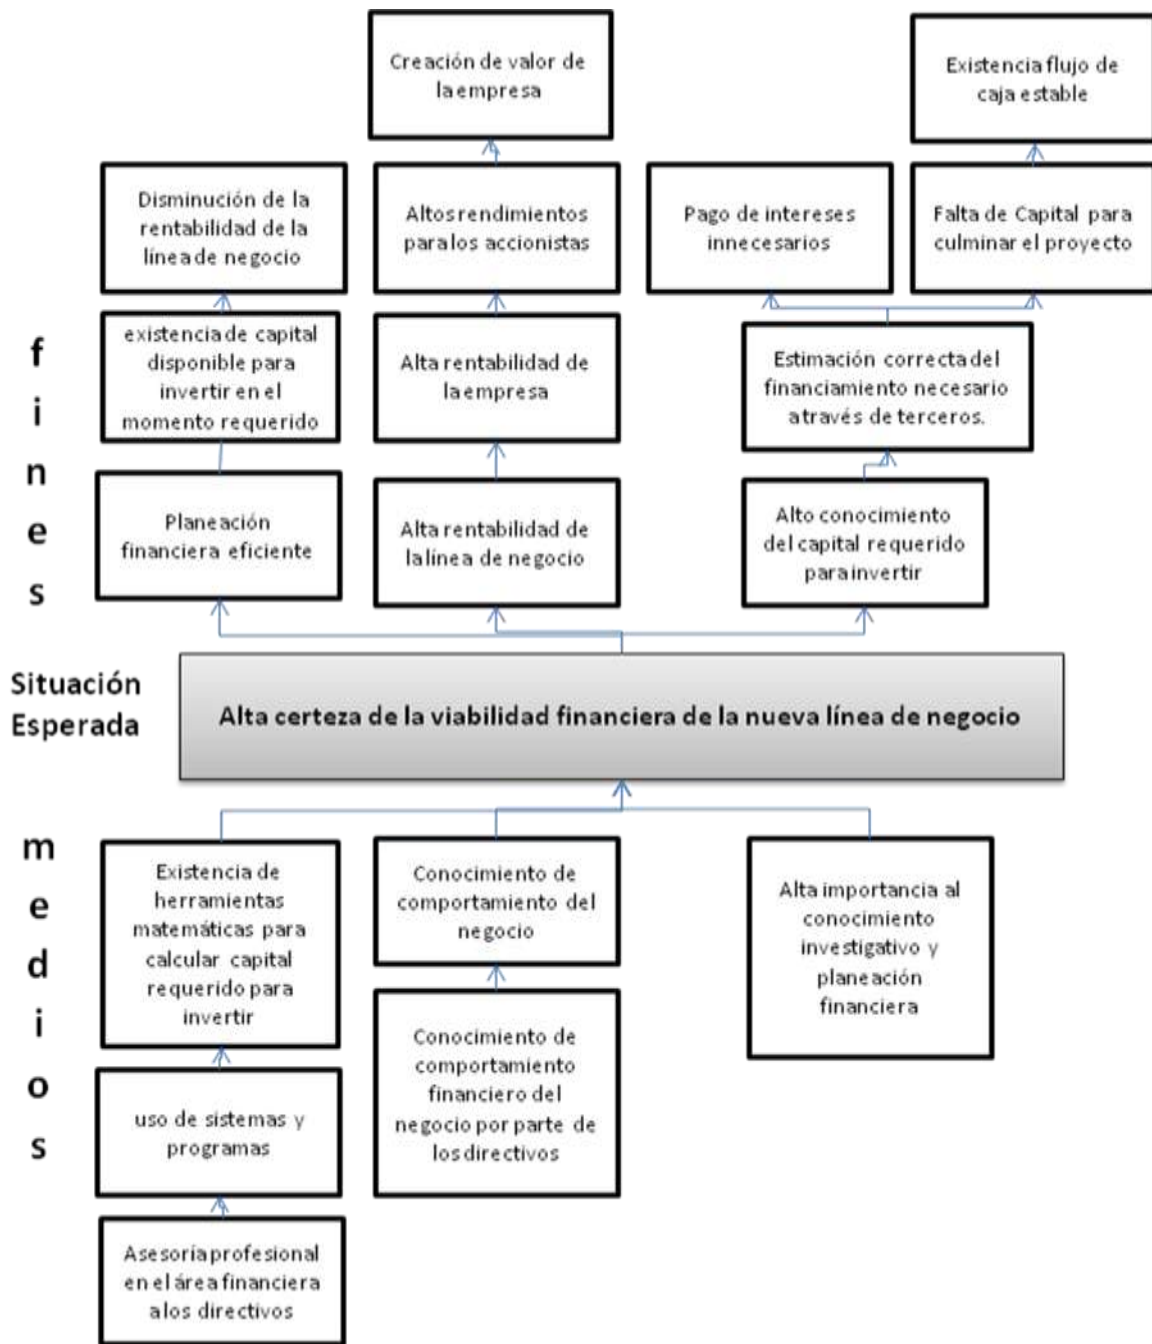 Creación de valor de
la empresa
Existencia flujo de
caja estable
Disminución de la
rentabilidad de la
línea de negocio
Altos rendimientos
para los accionistas
Pago de intereses
innecesarios
Falta de Capital para
culminar el proyecto
existencia de capital
disponible para
invertir en el
momento requerido
Alta rentabilidad de
la empresa
Estimación correcta del
financiamiento necesario
a través de terceros.
Planeación
financiera eficiente
Alta rentabilidad de
la línea de negocio
Alto conocimiento
del capital requerido
para invertir
f
i
n
e
s
Situación
Esperada
Alta certeza de la viabilidad financiera de la nueva línea de negocio
m
e
d
i
o
s
Existencia de
herramientas
matemáticas para
calcular capital
requerido para
invertir
Conocimiento de
comportamiento del
negocio
Alta importancia al
conocimiento
investigativo y
planeación
financiera
uso de sistemas y
programas
Conocimiento de
comportamiento
financiero del
negocio por parte de
los directivos
Asesoría profesional
en el área financiera
a los directivos